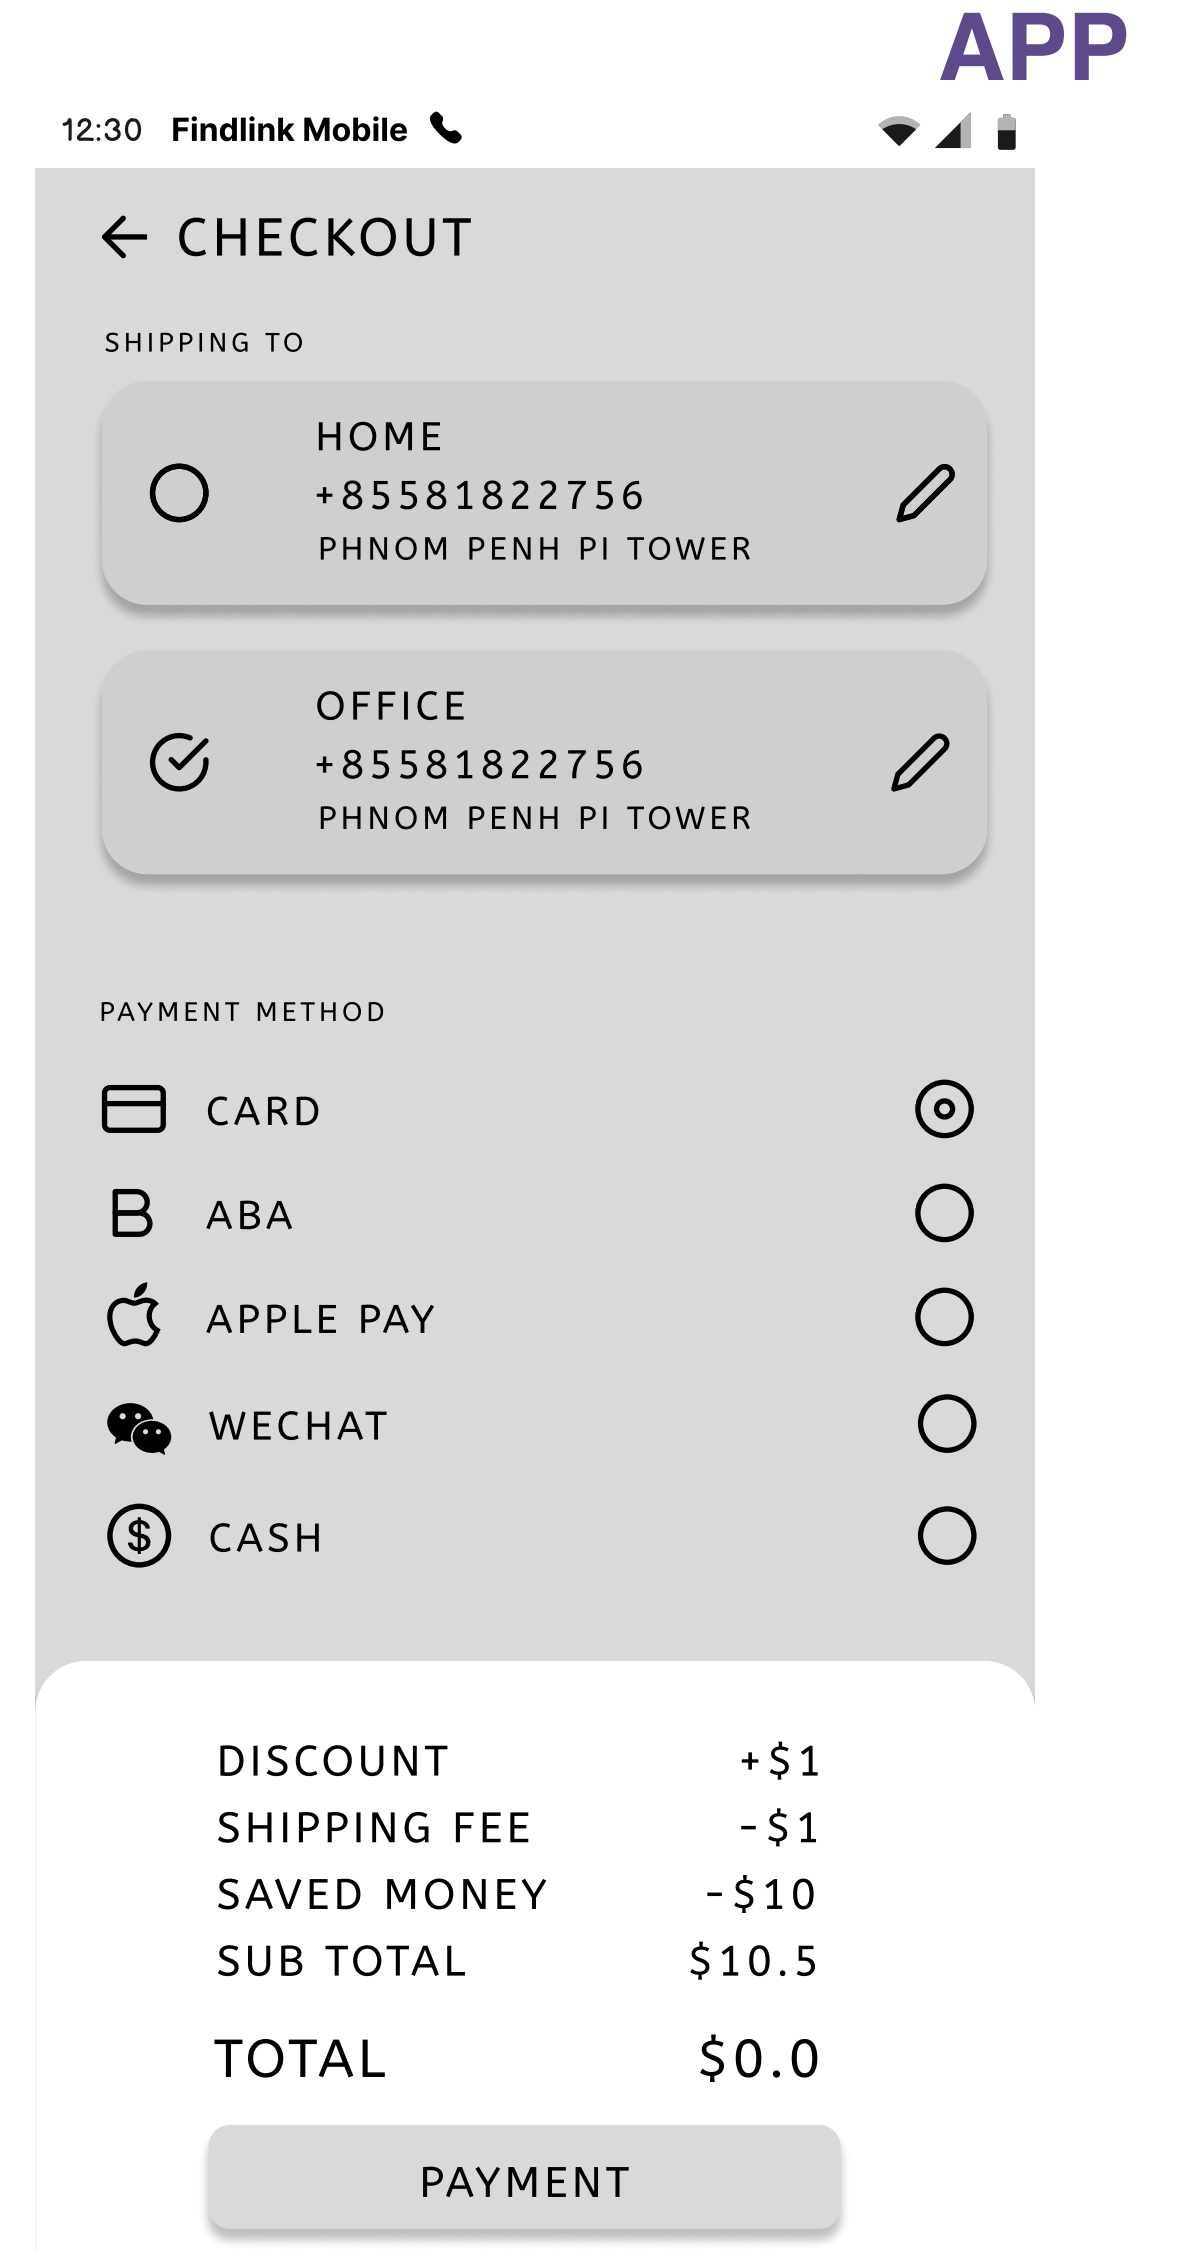 APP
12:30 Findlink Mobile
CHECKOUT
SHIPPING TO
HOME
+85581822756
PHNOM PENH PI TOWER
OFFICE
+85581822756
PHNOM PENH PI TOWER
PAYMENT METHOD
CARD
B ABA
APPLE PAY
WECHAT
$ CASH
DISCOUNT +$1
SHIPPING FEE -$1
SAVED MONEY -$10
SUB TOTAL $10.5
TOTAL $0.0
PAYMENT